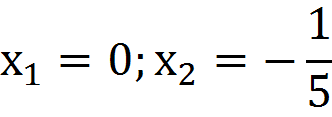 x₁ = 0; x₂ = −1/5